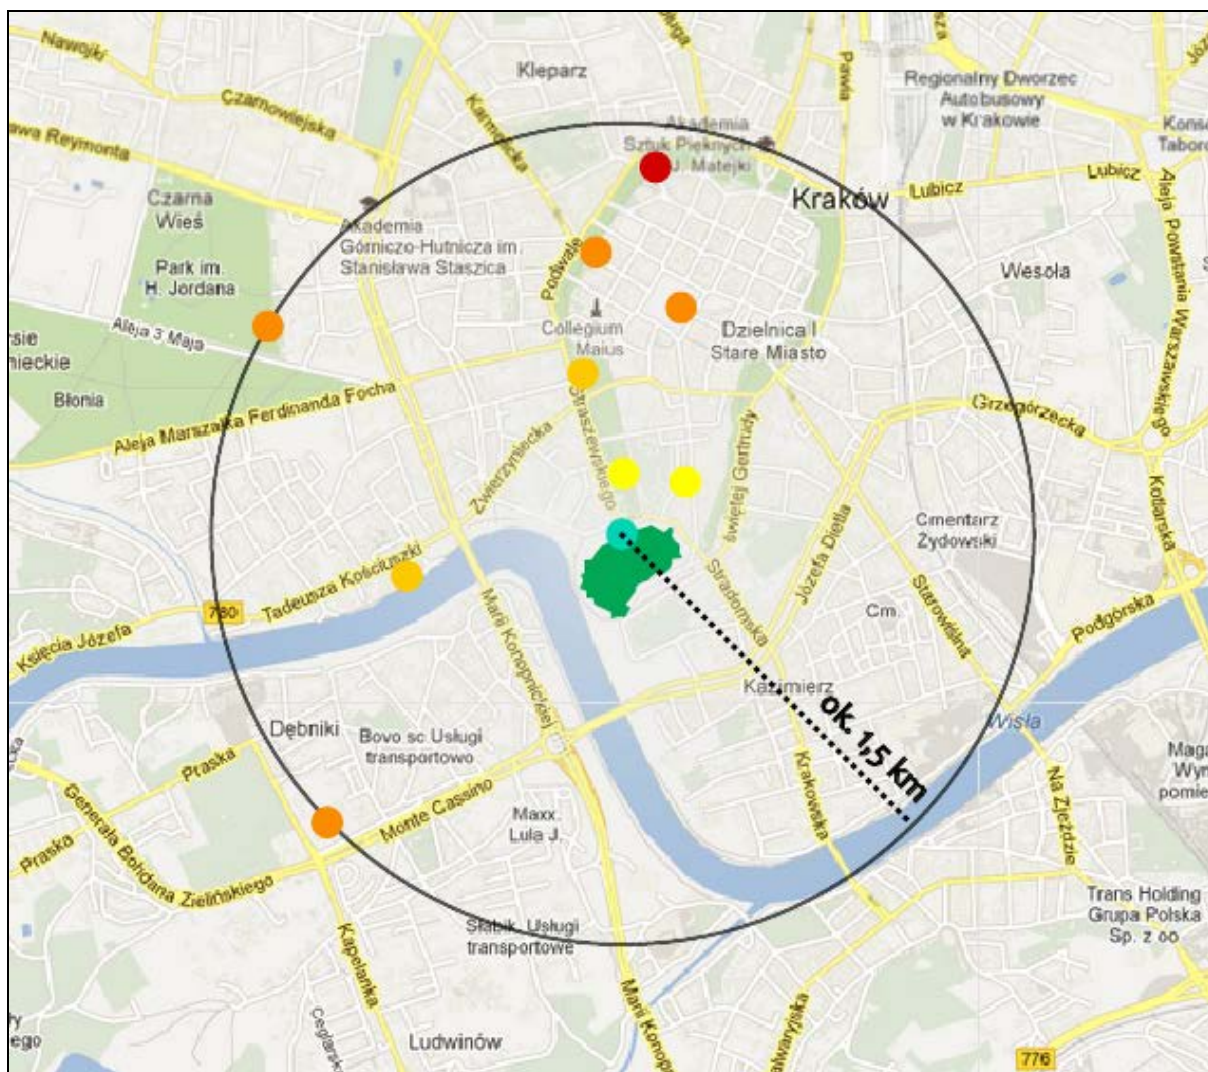 Nawojki
Kleparz
Pawia
Regionalny Dworzec
Autobusowy
w Krakowie
Czarnowiejska
Karmelicka
Akademia
Sztuk Pięknych
J. Matejki
Lubicz
Lubicz
Kraków
Czarna
Wieś
Akademia
Górniczo-Hutnicza im.
Stanisława Staszica
Park im.
H. Jordana
Podwale
Wesoła
Aleja Powstania Warszawskiego
Aleja 3 Maja
Collegium
Maius
Dzielnica I
Stare Miasto
Błonia
Aleja Marszałka Ferdinanda Focha
Straszewskiego
Grzegórzecka
Zwierzyniecka
świętej Gertrudy
Kotlarska
Józefa Dietla
Cmentarz
Żydowski
Stradomska
Starowiślna
Tadeusza Kościuszki
780
Cm.
Podgórska
Księcia Józefa
Marii Konopnickiej
Kazimierz
ok. 1,5 km
Wisła
Dębniki
Bovo sc Usługi
transportowo
Praska
Krakowska
Na Zjeździe
Generała Bohdana Zielińskiego
Monte Cassino
Maxx.
Lula J.
Praska
Trans Holding
Grupa Polska
Sp. z oo
Słabik. Usługi
transportowe
Kapelanka
Ludwinów
776